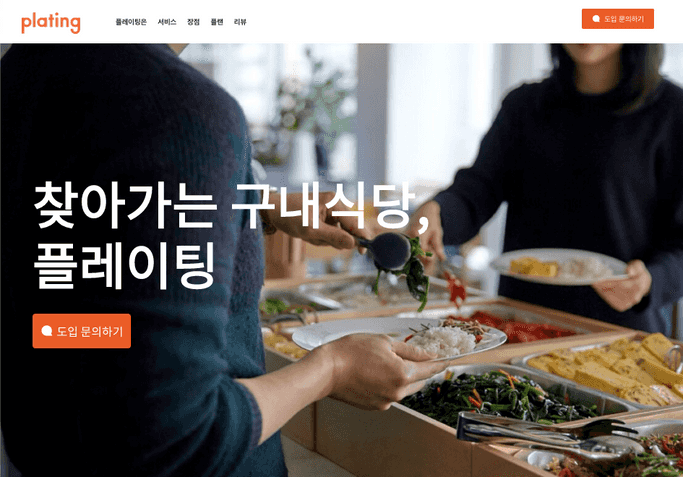 plating
플레이팅은 서비스 장점 플랜 리뷰
도입 문의하기
찾아가는 구내식당,
플레이팅
도입 문의하기